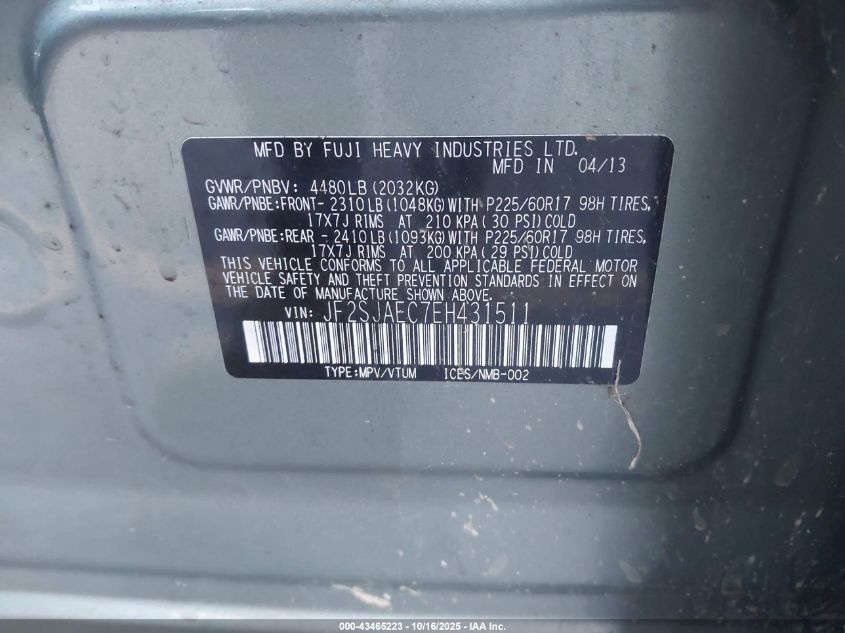 MFD BY FUJI HEAVY INDUSTRIES LTD.
MFD IN 04/13
GVWR/PNBV: 4480LB(2032KG)
GAWR/PNBE:FRONT- 2310LB(1048KG)WITH P225/60R17 98H TIRES,
17X7J RIMS AT 210 KPA(30 PSI)COLD
GAWR/PNBE:REAR - 2410LB(1093KG)WITH P225/60R17 98H TIRES,
17X7J RIMS AT 200 KPA(29 PSI)COLD
THIS VEHICLE CONFORMS TO ALL APPLICABLE FEDERAL MOTOR
VEHICLE SAFETY AND THEFT PREVENTION STANDARDS IN EFFECT ON
THE DATE OF MANUFACTURE SHOWN ABOVE.
VIN: JF2SJAEC7EH431511
TYPE:MPV/VTUM ICES/NMB-002
000-43465223 - 10/16/2025 - IAA Inc.